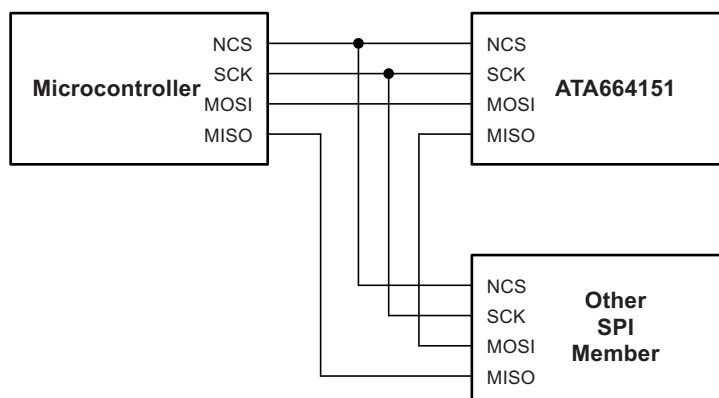 NCS
SCK
MOSI
MISO
Microcontroller
NCS
SCK
MOSI
MISO
ATA664151
NCS
SCK
MOSI
MISO
Other
SPI
Member